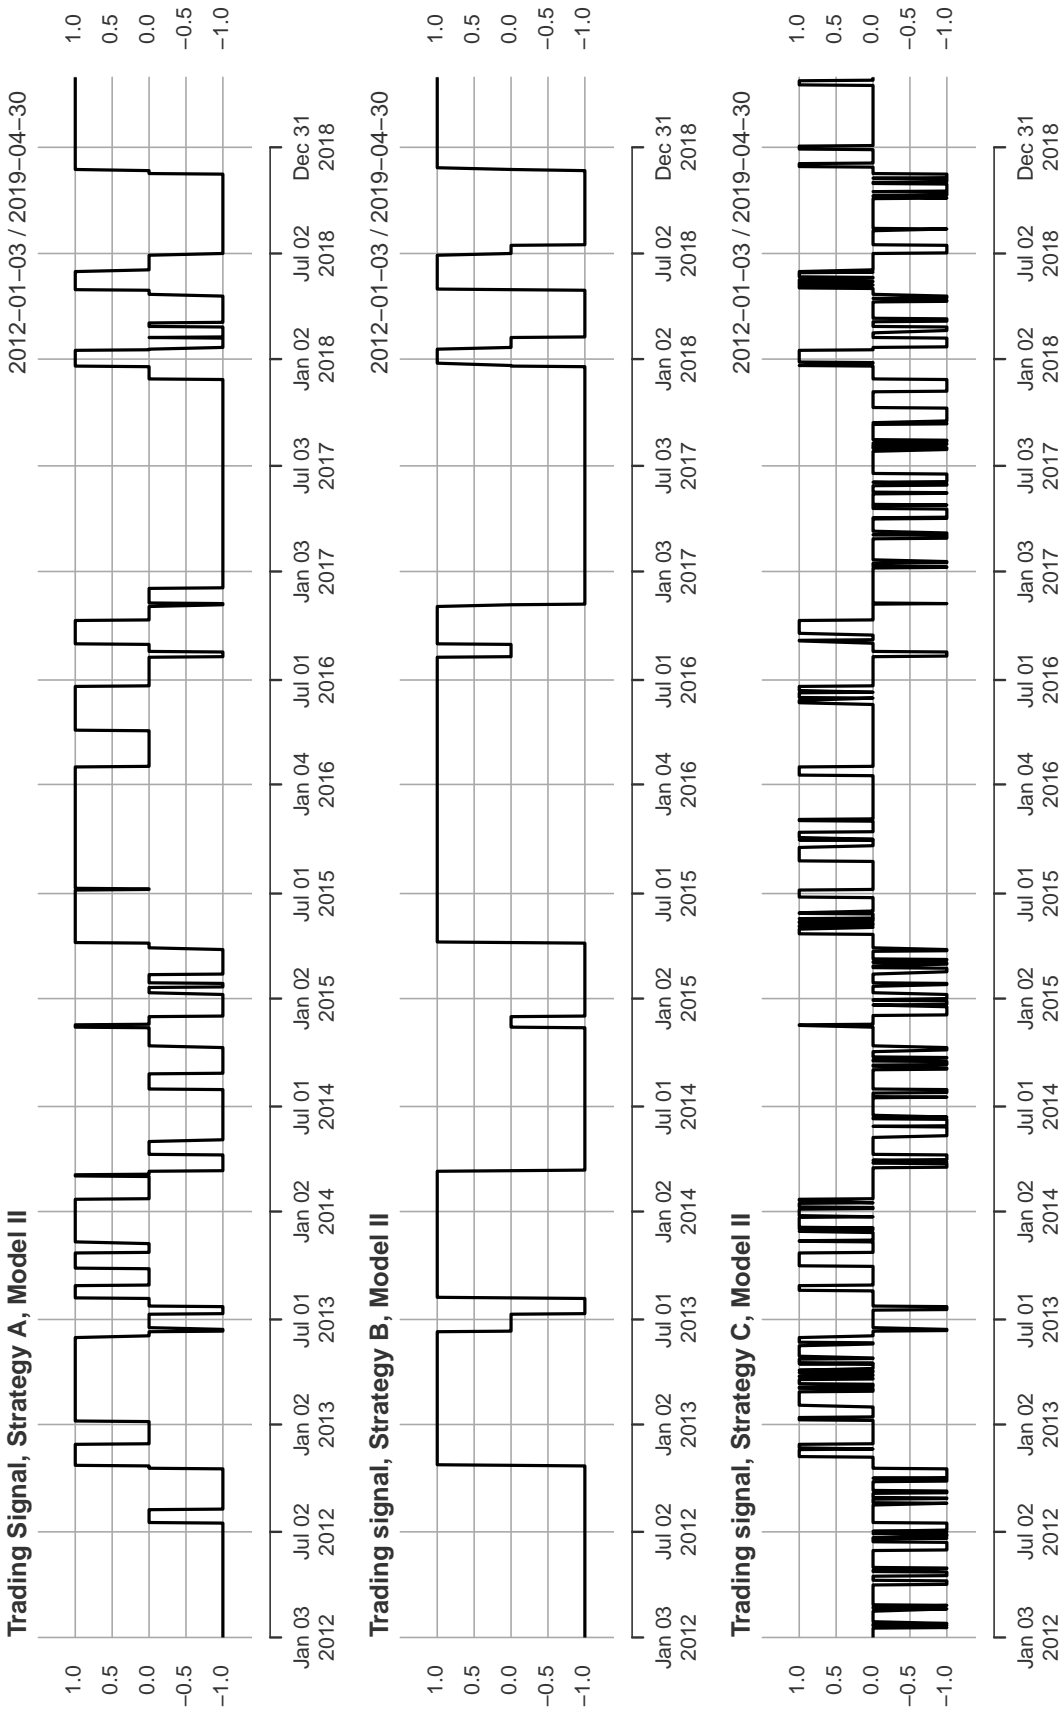 Trading Signal, Strategy A, Model II
2012−01−03 / 2019−04−30
1.0 1.0
0.5 0.5
0.0 0.0
−0.5 −0.5
−1.0 −1.0
Jan 03 Jul 02 Jan 02 Jul 01 Jan 02 Jul 01 Jan 02 Jul 01 Jan 04 Jul 01 Jan 03 Jul 03 Jan 02 Jul 02 Dec 31
2012 2012 2013 2013 2014 2014 2015 2015 2016 2016 2017 2017 2018 2018 2018
Trading signal, Strategy B, Model II
2012−01−03 / 2019−04−30
1.0 1.0
0.5 0.5
0.0 0.0
−0.5 −0.5
−1.0 −1.0
Jan 03 Jul 02 Jan 02 Jul 01 Jan 02 Jul 01 Jan 02 Jul 01 Jan 04 Jul 01 Jan 03 Jul 03 Jan 02 Jul 02 Dec 31
2012 2012 2013 2013 2014 2014 2015 2015 2016 2016 2017 2017 2018 2018 2018
Trading signal, Strategy C, Model II
2012−01−03 / 2019−04−30
1.0 1.0
0.5 0.5
0.0 0.0
−0.5 −0.5
−1.0 −1.0
Jan 03 Jul 02 Jan 02 Jul 01 Jan 02 Jul 01 Jan 02 Jul 01 Jan 04 Jul 01 Jan 03 Jul 03 Jan 02 Jul 02 Dec 31
2012 2012 2013 2013 2014 2014 2015 2015 2016 2016 2017 2017 2018 2018 2018